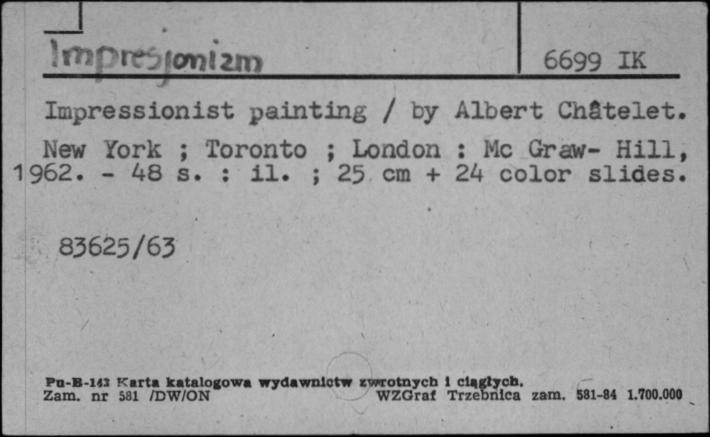 Impresjonizm 6699 IK
Impressionist painting / by Albert Châtelet.
New York ; Toronto ; London : Mc Graw- Hill,
1962. - 48 s. : il. ; 25 cm + 24 color slides.
83625/63
Pu-B-143 Karta katalogowa wydawnictw zwrotnych i ciągłych.
Zam. nr 581 /DW/ON WZGraf Trzebnica zam. 581-84 1.700.000